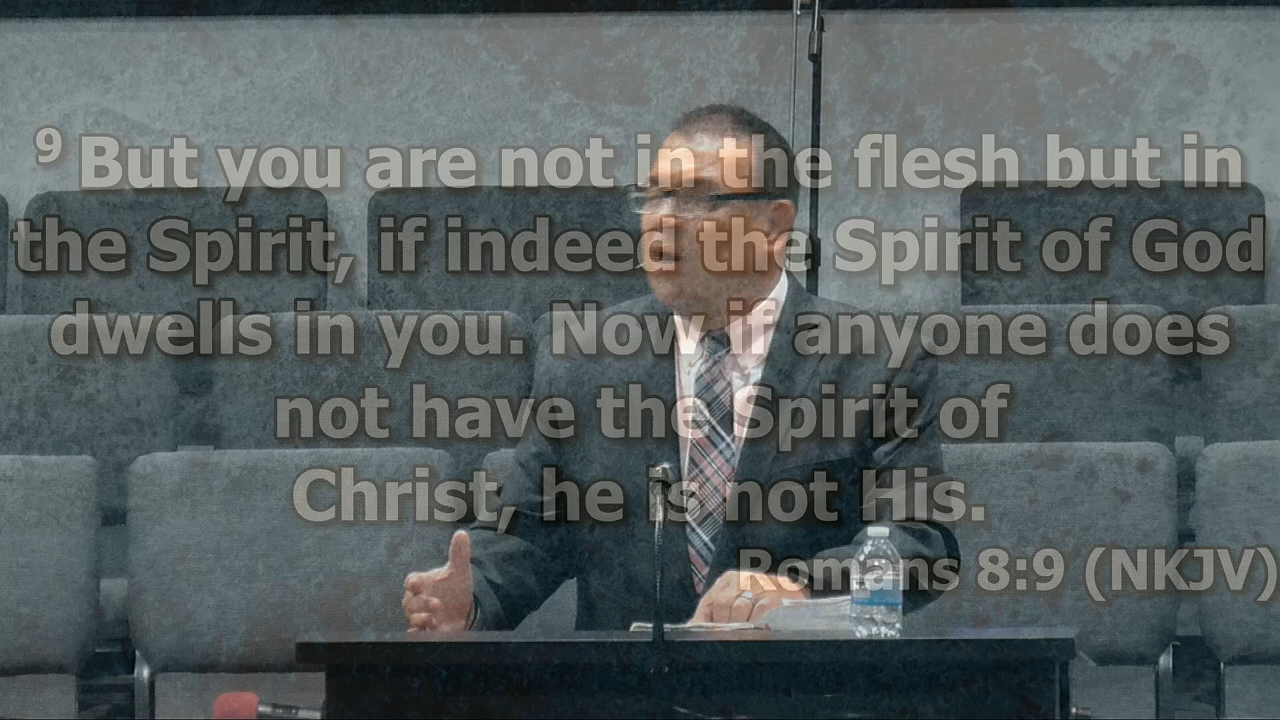 9 But you are not in the flesh but in
the Spirit, if indeed the Spirit of God
dwells in you. Now if anyone does
not have the Spirit of
Christ, he is not His.
Romans 8:9 (NKJV)